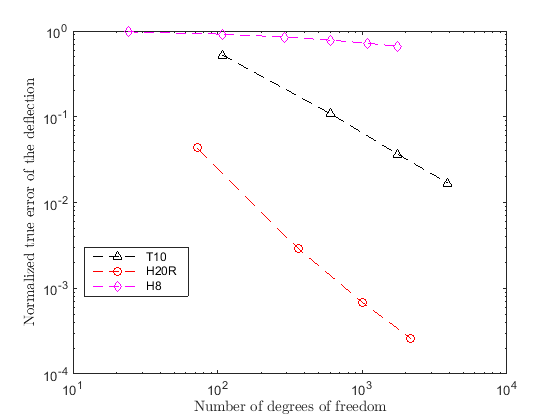 10^0
10^-1
10^-2
10^-3
10^-4
Normalized true error of the deflection
T10
H20R
H8
10^1 10^2 10^3 10^4
Number of degrees of freedom